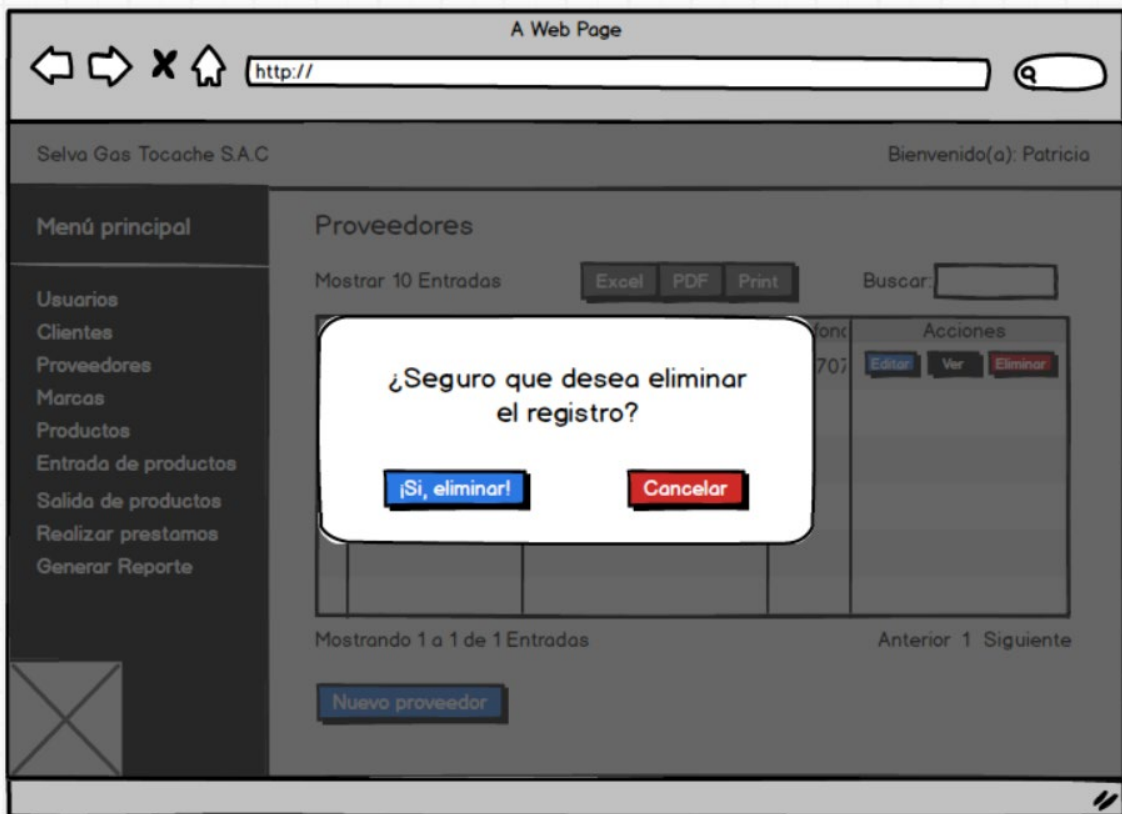 A Web Page
http://
Selva Gas Tocache S.A.C
Bienvenido(a): Patricia
Menú principal
Usuarios
Clientes
Proveedores
Marcas
Productos
Entrada de productos
Salida de productos
Realizar prestamos
Generar Reporte
Proveedores
Mostrar 10 Entradas
Excel PDF Print
Buscar:
Acciones
707 Editar Ver Eliminar
¿Seguro que desea eliminar
el registro?
¡Si, eliminar!
Cancelar
Mostrando 1 a 1 de 1 Entradas
Anterior 1 Siguiente
Nuevo proveedor